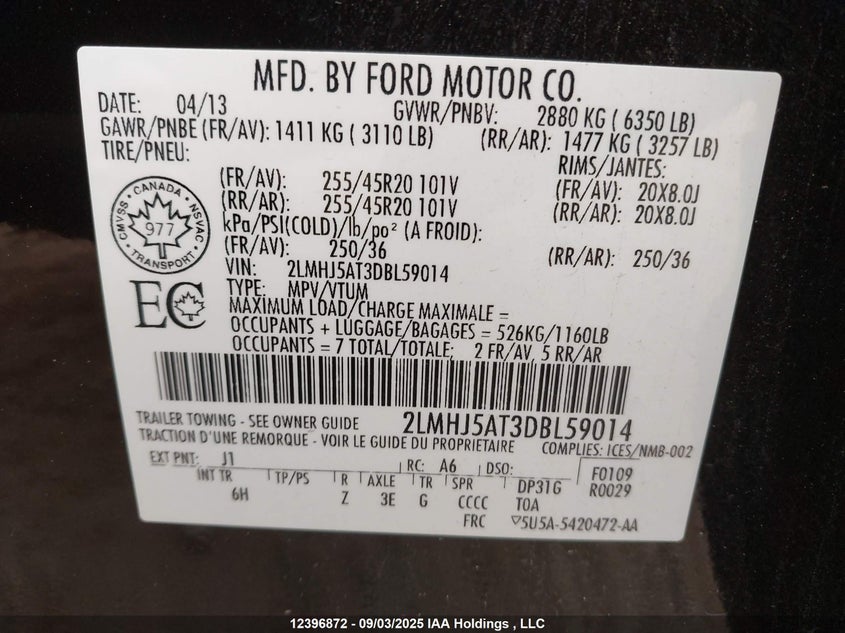 MFD. BY FORD MOTOR CO.
DATE: 04/13 GVWR/PNBV: 2880 KG ( 6350 LB)
GAWR/PNBE (FR/AV): 1411 KG ( 3110 LB) (RR/AR): 1477 KG ( 3257 LB)
TIRE/PNEU: RIMS/JANTES:
(FR/AV): 255/45R20 101V (FR/AV): 20X8.0J
(RR/AR): 255/45R20 101V (RR/AR): 20X8.0J
kPa/PSI(COLD)/lb/po² (A FROID):
(FR/AV): 250/36 (RR/AR): 250/36
CANADA
CMVSS 977 NSVAC
TRANSPORT
VIN: 2LMHJ5AT3DBL59014
TYPE: MPV/VTUM
EC
MAXIMUM LOAD/CHARGE MAXIMALE =
OCCUPANTS + LUGGAGE/BAGAGES = 526KG/1160LB
OCCUPANTS = 7 TOTAL/TOTALE; 2 FR/AV, 5 RR/AR
TRAILER TOWING - SEE OWNER GUIDE 2LMHJ5AT3DBL59014
TRACTION D'UNE REMORQUE - VOIR LE GUIDE DU PROPRIETAIRE COMPLIES: ICES/NMB-002
EXT PNT: J1 RC: A6 DSO: F0109
INT TR TP/PS R AXLE TR SPR DP31G R0029
6H Z 3E G CCCC T0A
FRC ▽5U5A-5420472-AA
12396872 - 09/03/2025 IAA Holdings , LLC